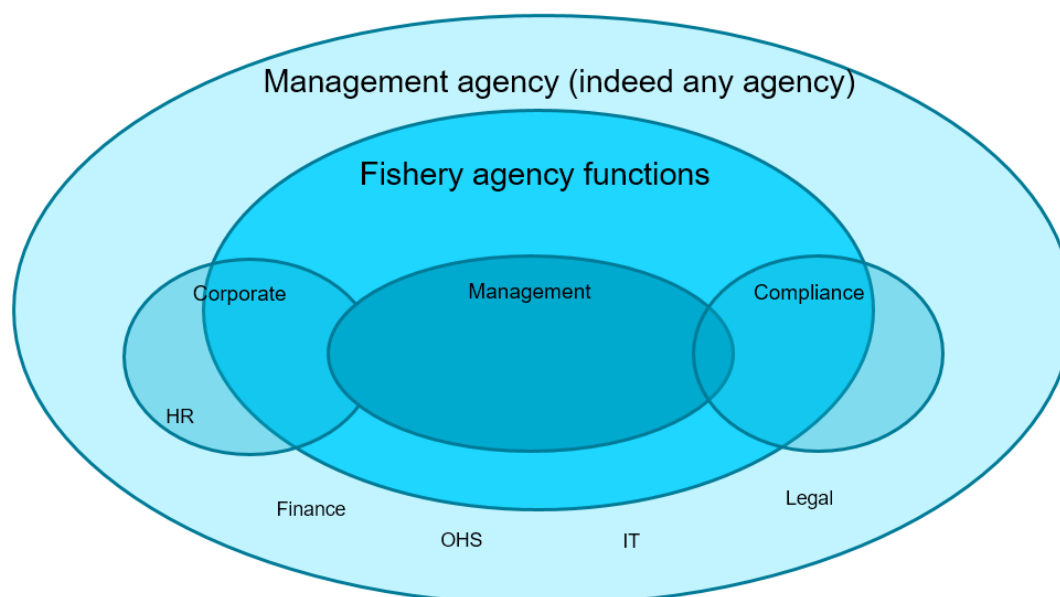 Management agency (indeed any agency)
Fishery agency functions
Corporate
Management
Compliance
HR
Finance
Legal
OHS
IT